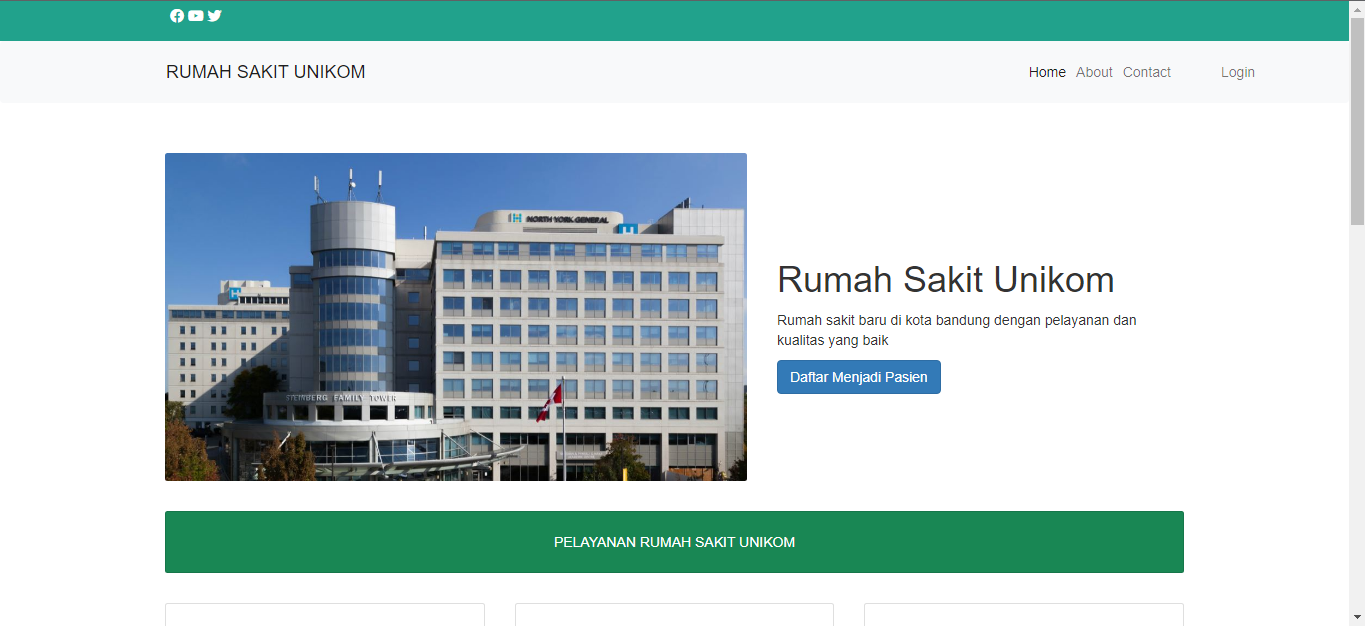 RUMAH SAKIT UNIKOM
Home About Contact Login
H NORTH YORK GENERAL
H
H
STEINBERG FAMILY TOWER
Rumah Sakit Unikom
Rumah sakit baru di kota bandung dengan pelayanan dan
kualitas yang baik
Daftar Menjadi Pasien
PELAYANAN RUMAH SAKIT UNIKOM